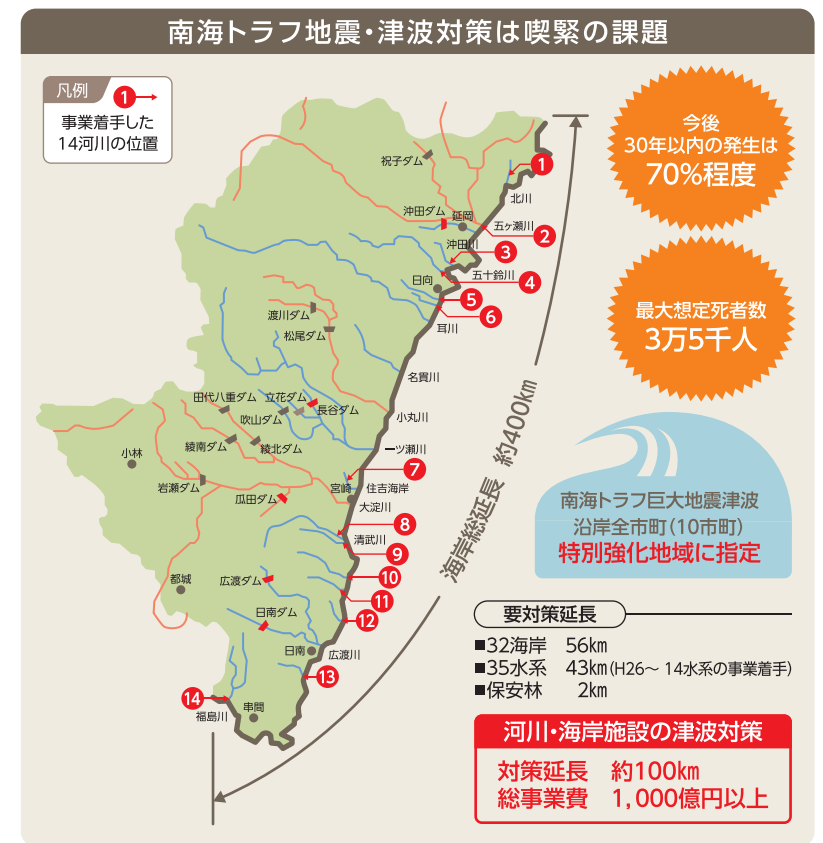 南海トラフ地震・津波対策は喫緊の課題
凡例
1
事業着手した
14河川の位置
今後
30年以内の発生は
70%程度
最大想定死者数
3万5千人
祝子ダム
1
北川
沖田ダム
延岡
五ヶ瀬川
2
沖田川
3
五十鈴川
4
日向
5
6
耳川
渡川ダム
松尾ダム
名貫川
田代八重ダム
立花ダム
長谷ダム
吹山ダム
小丸川
綾南ダム
綾北ダム
一ツ瀬川
小林
7
岩瀬ダム
瓜田ダム
宮崎
住吉海岸
大淀川
8
清武川
9
都城
広渡ダム
10
11
日南ダム
12
日南
広渡川
13
14
福島川
串間
海岸総延長 約400km
南海トラフ巨大地震津波
沿岸全市町(10市町)
特別強化地域に指定
要対策延長
■32海岸 56km
■35水系 43km(H26～14水系の事業着手)
■保安林 2km
河川・海岸施設の津波対策
対策延長 約100km
総事業費 1,000億円以上